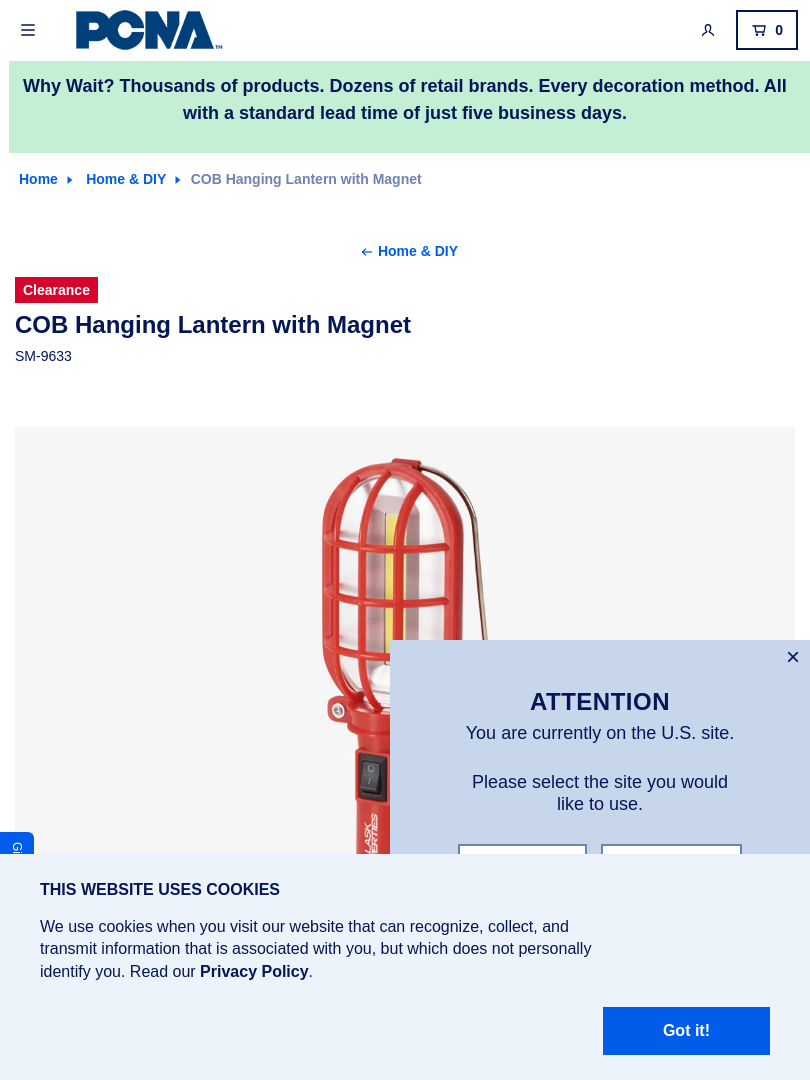 PCNA™
0
Why Wait? Thousands of products. Dozens of retail brands. Every decoration method. All
with a standard lead time of just five business days.
Home
Home & DIY
COB Hanging Lantern with Magnet
Home & DIY
Clearance
COB Hanging Lantern with Magnet
SM-9633
ATTENTION
You are currently on the U.S. site.
Please select the site you would
like to use.
THIS WEBSITE USES COOKIES
We use cookies when you visit our website that can recognize, collect, and
transmit information that is associated with you, but which does not personally
identify you. Read our Privacy Policy.
Got it!